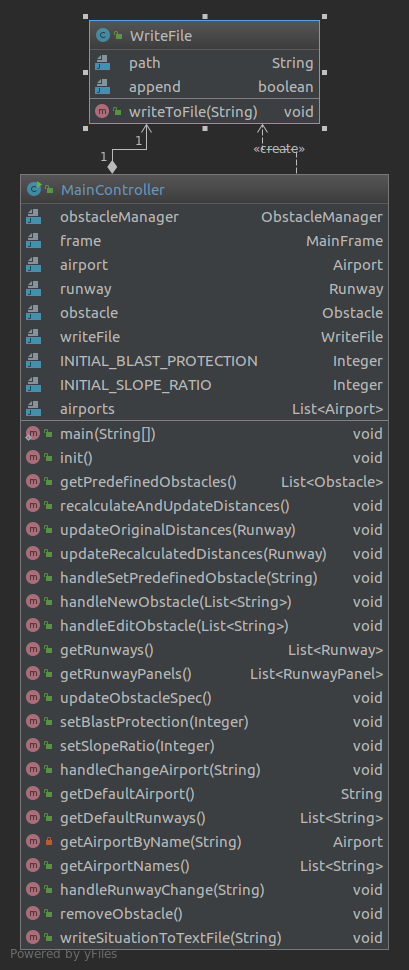 WriteFile
path String
append boolean
writeToFile(String) void
1
1
«create»
MainController
obstacleManager ObstacleManager
frame MainFrame
airport Airport
runway Runway
obstacle Obstacle
writeFile WriteFile
INITIAL_BLAST_PROTECTION Integer
INITIAL_SLOPE_RATIO Integer
airports List<Airport>
main(String[]) void
init() void
getPredefinedObstacles() List<Obstacle>
recalculateAndUpdateDistances() void
updateOriginalDistances(Runway) void
updateRecalculatedDistances(Runway) void
handleSetPredefinedObstacle(String) void
handleNewObstacle(List<String>) void
handleEditObstacle(List<String>) void
getRunways() List<Runway>
getRunwayPanels() List<RunwayPanel>
updateObstacleSpec() void
setBlastProtection(Integer) void
setSlopeRatio(Integer) void
handleChangeAirport(String) void
getDefaultAirport() String
getDefaultRunways() List<String>
getAirportByName(String) Airport
getAirportNames() List<String>
handleRunwayChange(String) void
removeObstacle() void
writeSituationToTextFile(String) void
Powered by yFiles